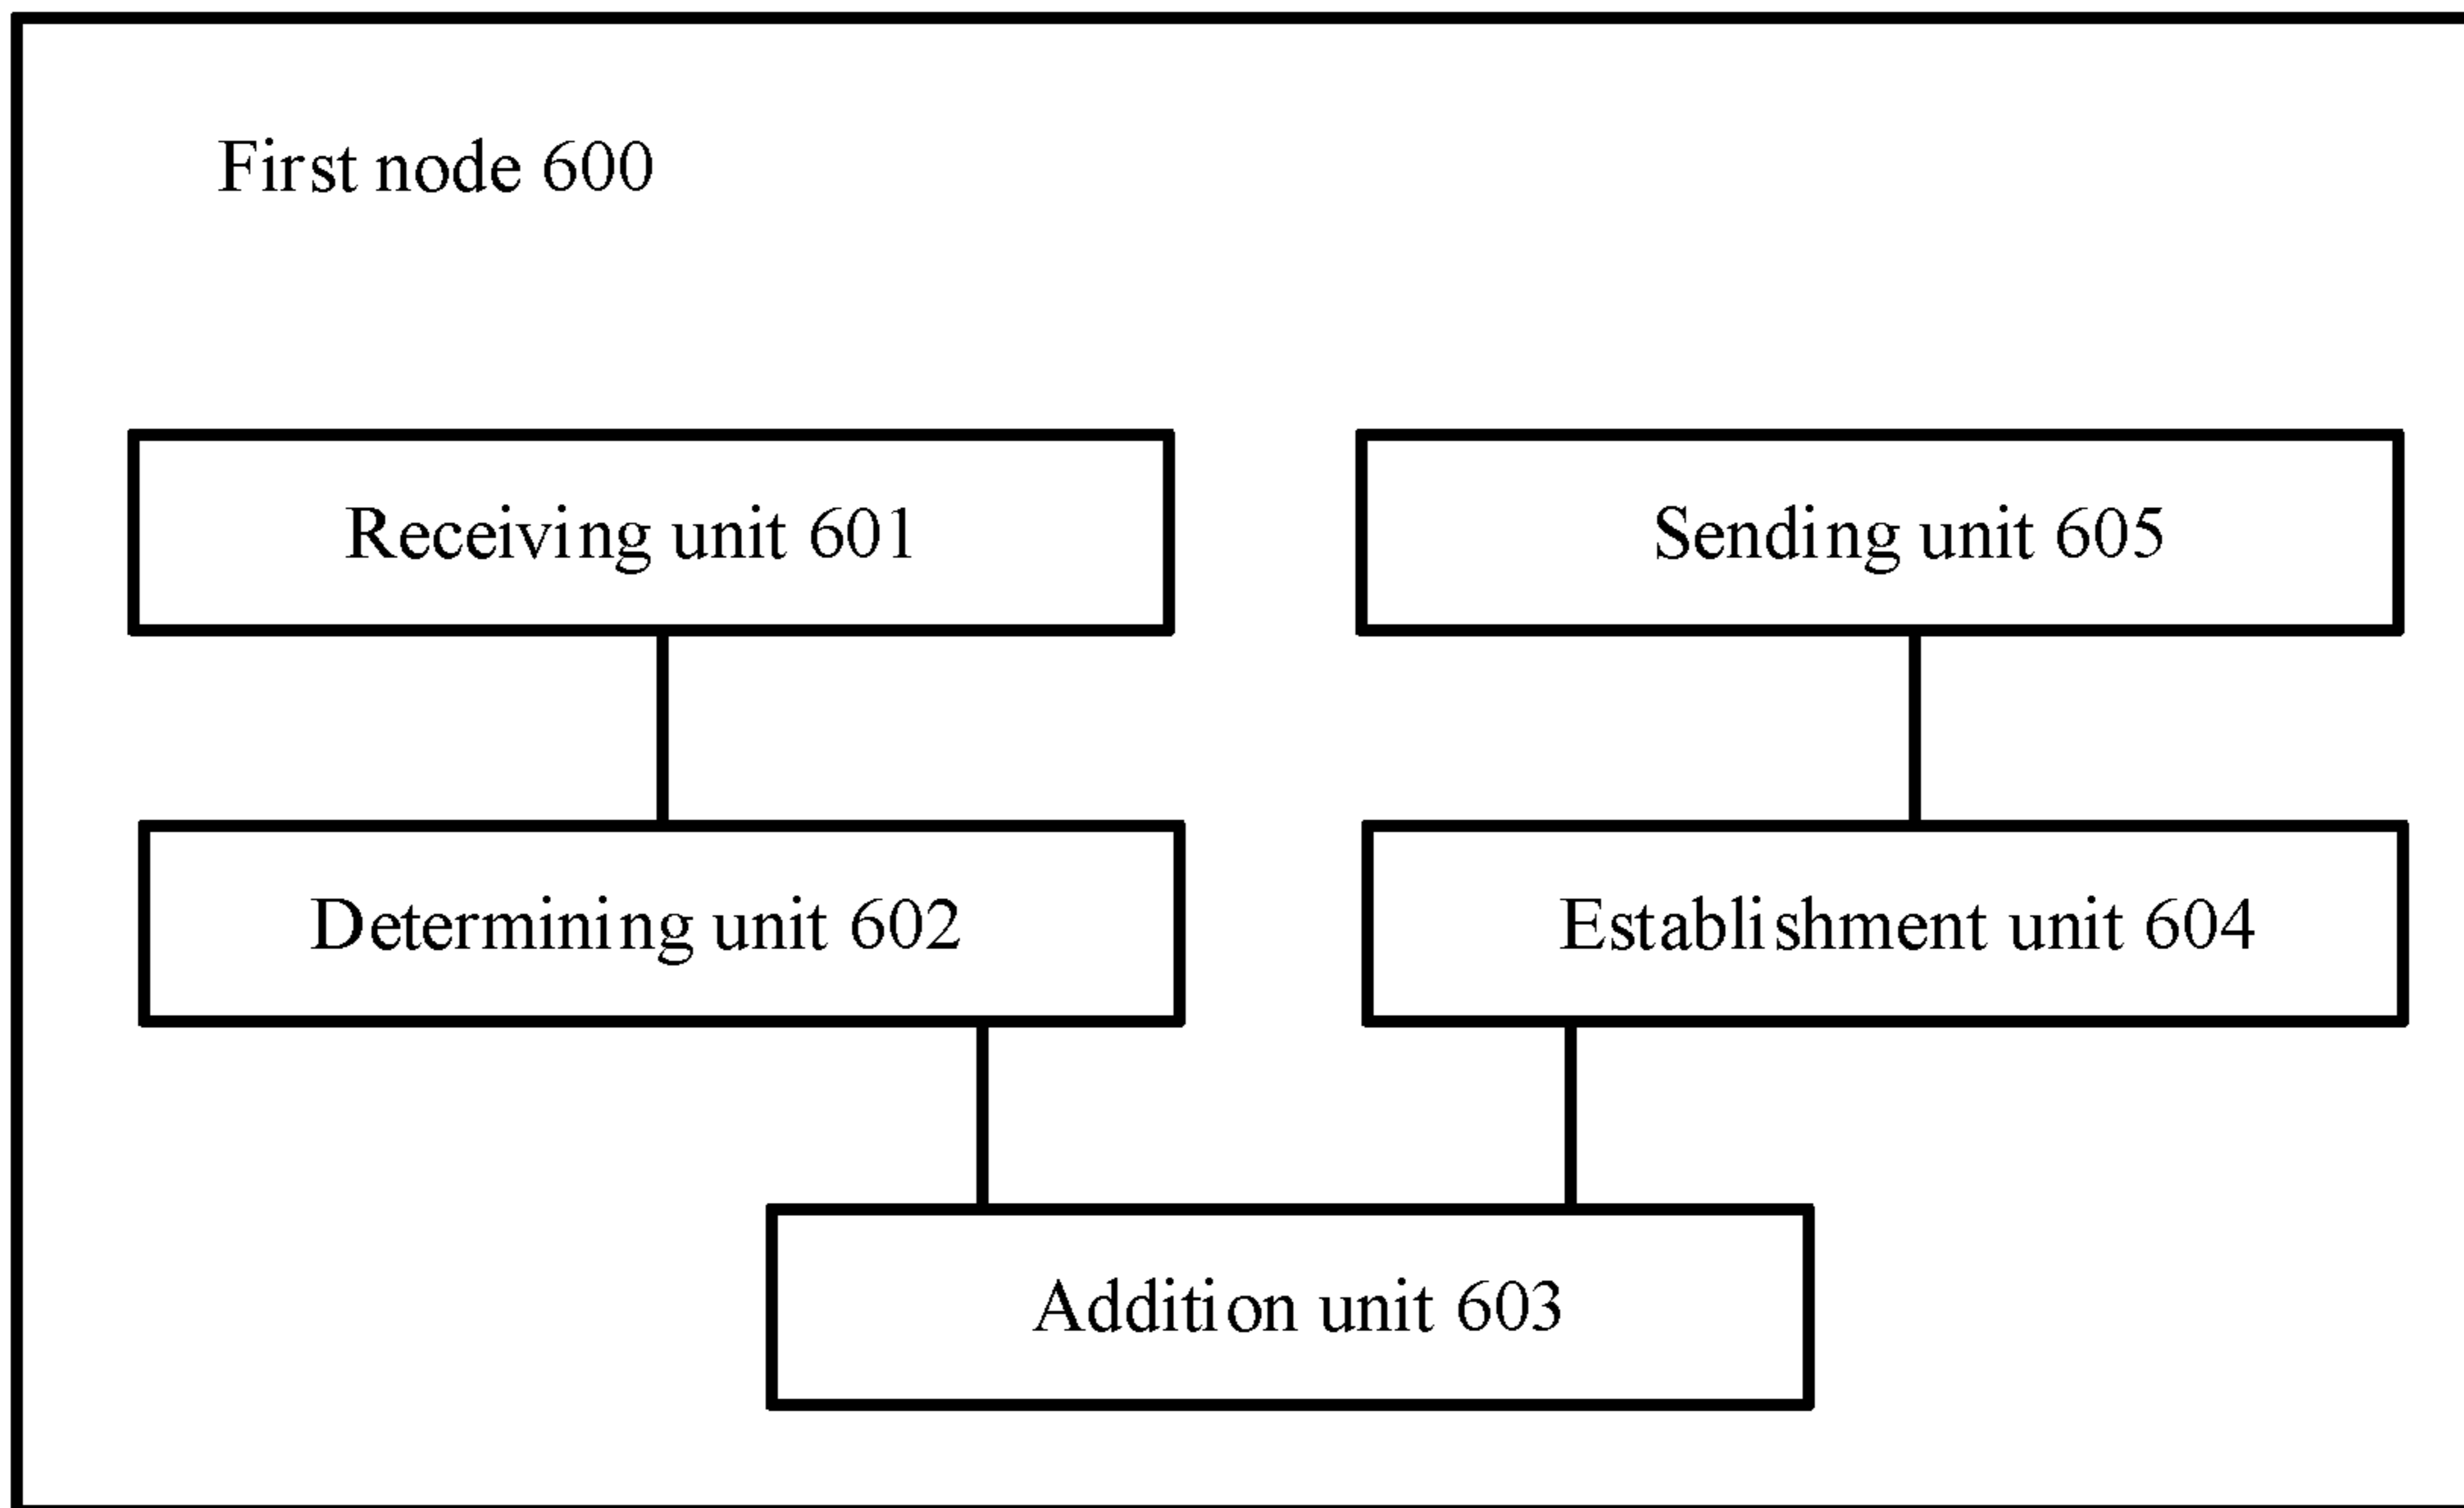 First node 600
Receiving unit 601
Sending unit 605
Determining unit 602
Establishment unit 604
Addition unit 603